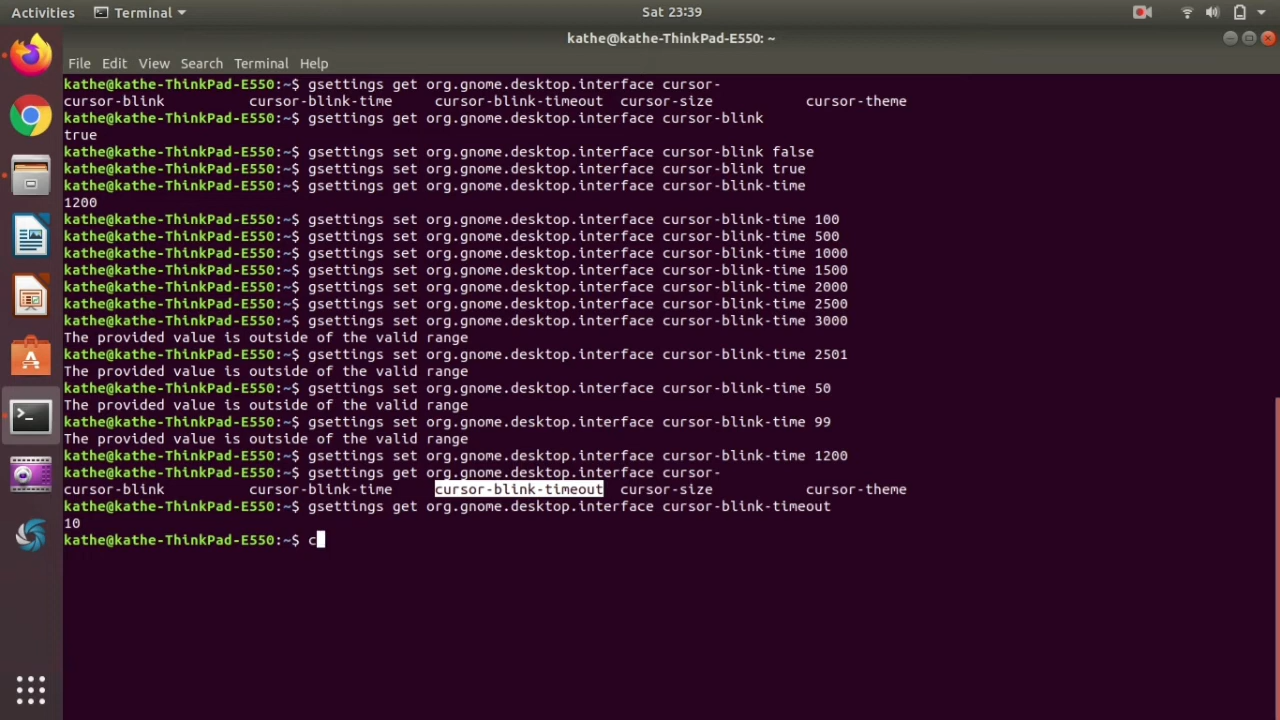 Activities Terminal Sat 23:39
kathe@kathe-ThinkPad-E550: ~
File Edit View Search Terminal Help
kathe@kathe-ThinkPad-E550:~$ gsettings get org.gnome.desktop.interface cursor-
cursor-blink cursor-blink-time cursor-blink-timeout cursor-size cursor-theme
kathe@kathe-ThinkPad-E550:~$ gsettings get org.gnome.desktop.interface cursor-blink
true
kathe@kathe-ThinkPad-E550:~$ gsettings set org.gnome.desktop.interface cursor-blink false
kathe@kathe-ThinkPad-E550:~$ gsettings set org.gnome.desktop.interface cursor-blink true
kathe@kathe-ThinkPad-E550:~$ gsettings get org.gnome.desktop.interface cursor-blink-time
1200
kathe@kathe-ThinkPad-E550:~$ gsettings set org.gnome.desktop.interface cursor-blink-time 100
kathe@kathe-ThinkPad-E550:~$ gsettings set org.gnome.desktop.interface cursor-blink-time 500
kathe@kathe-ThinkPad-E550:~$ gsettings set org.gnome.desktop.interface cursor-blink-time 1000
kathe@kathe-ThinkPad-E550:~$ gsettings set org.gnome.desktop.interface cursor-blink-time 1500
kathe@kathe-ThinkPad-E550:~$ gsettings set org.gnome.desktop.interface cursor-blink-time 2000
kathe@kathe-ThinkPad-E550:~$ gsettings set org.gnome.desktop.interface cursor-blink-time 2500
kathe@kathe-ThinkPad-E550:~$ gsettings set org.gnome.desktop.interface cursor-blink-time 3000
The provided value is outside of the valid range
kathe@kathe-ThinkPad-E550:~$ gsettings set org.gnome.desktop.interface cursor-blink-time 2501
The provided value is outside of the valid range
kathe@kathe-ThinkPad-E550:~$ gsettings set org.gnome.desktop.interface cursor-blink-time 50
The provided value is outside of the valid range
kathe@kathe-ThinkPad-E550:~$ gsettings set org.gnome.desktop.interface cursor-blink-time 99
The provided value is outside of the valid range
kathe@kathe-ThinkPad-E550:~$ gsettings set org.gnome.desktop.interface cursor-blink-time 1200
kathe@kathe-ThinkPad-E550:~$ gsettings get org.gnome.desktop.interface cursor-
cursor-blink cursor-blink-time cursor-blink-timeout cursor-size cursor-theme
kathe@kathe-ThinkPad-E550:~$ gsettings get org.gnome.desktop.interface cursor-blink-timeout
10
kathe@kathe-ThinkPad-E550:~$ c